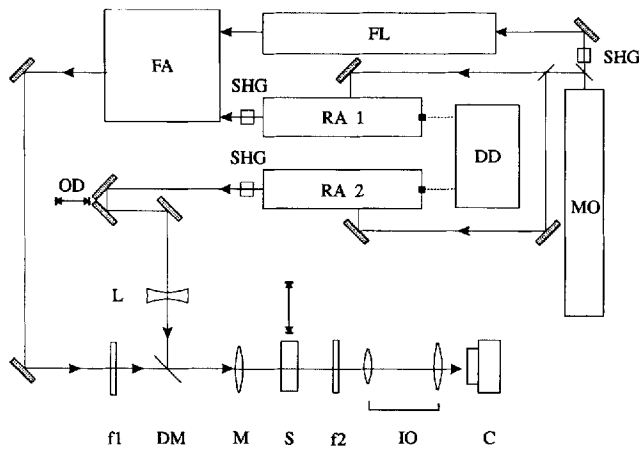 FA
FL
SHG
SHG
RA 1
DD
SHG
RA 2
MO
OD
L
f1 DM M S f2 IO C